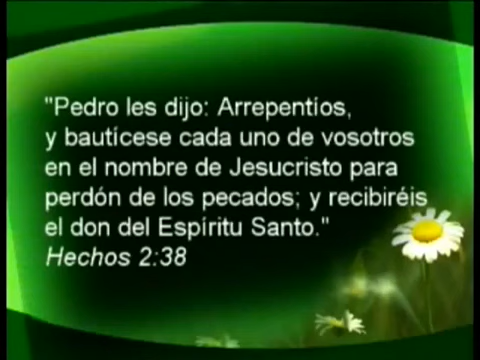 "Pedro les dijo: Arrepentíos,
y bautícese cada uno de vosotros
en el nombre de Jesucristo para
perdón de los pecados; y recibiréis
el don del Espíritu Santo."
Hechos 2:38